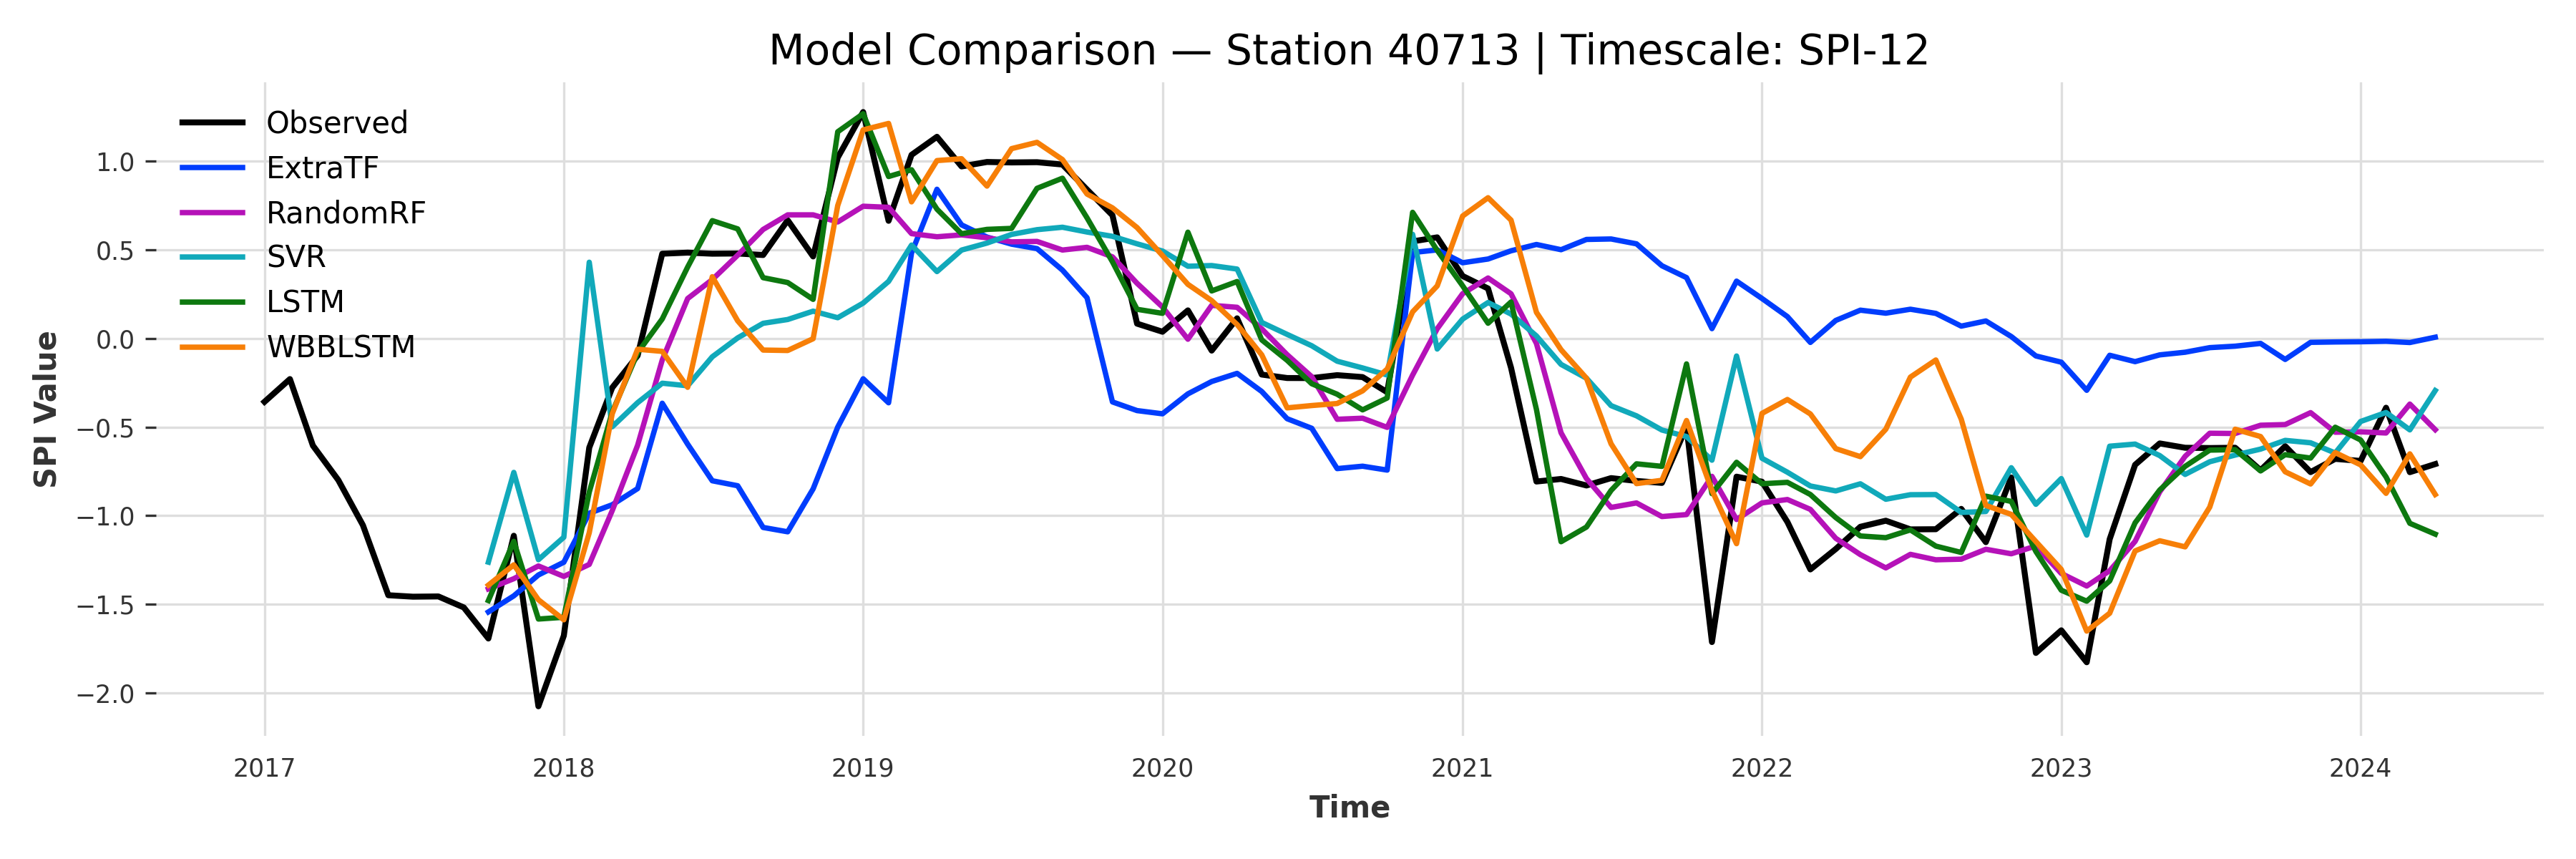 Model Comparison — Station 40713 | Timescale: SPI-12
Observed
ExtraTF
RandomRF
SVR
LSTM
WBBLSTM
SPI Value
1.0
0.5
0.0
−0.5
−1.0
−1.5
−2.0
2017 2018 2019 2020 2021 2022 2023 2024
Time